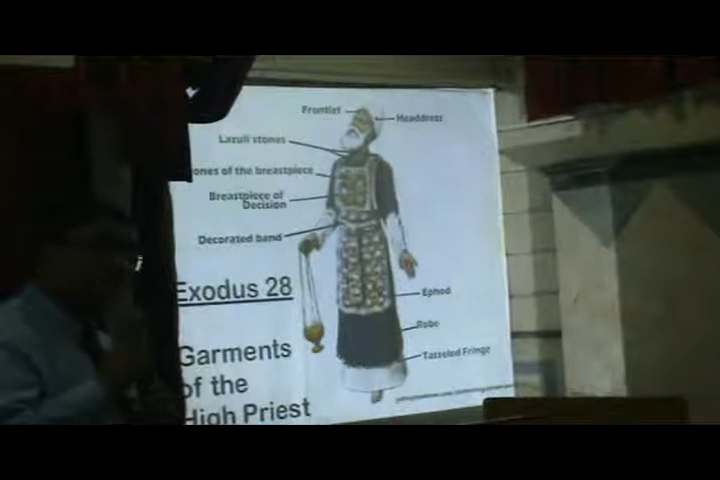 Frontlet
Headdress
Lazuli stones
ones of the breastpiece
Breastpiece of
Decision
Decorated band
Exodus 28
Ephod
Robe
Tasseled Fringe
Garments
of the
High Priest